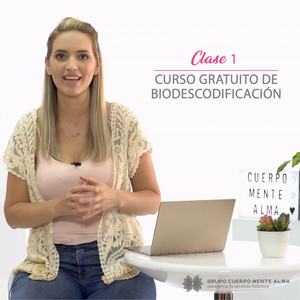 Clase 1
CURSO GRATUITO DE
BIODESCODIFICACIÓN
CUERPO
MENTE
ALMA
GRUPO CUERPO MENTE ALMA